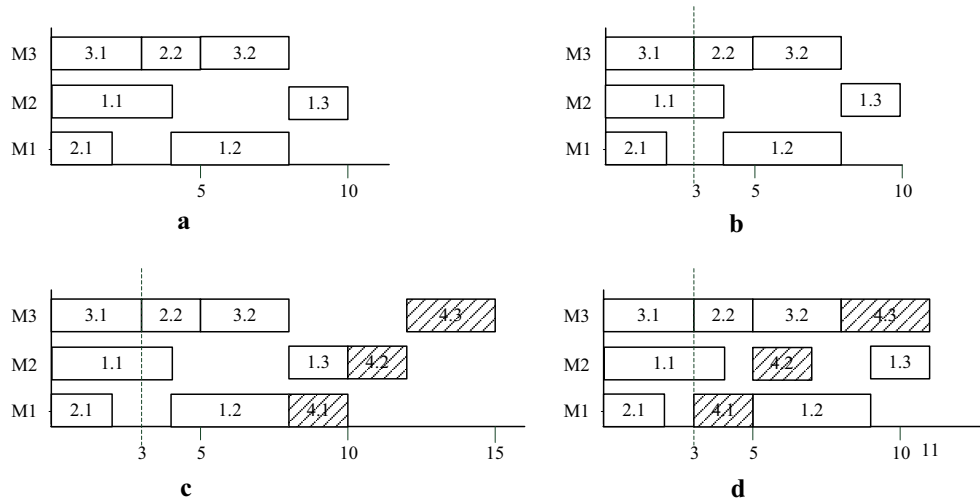 M3 3.1 2.2 3.2
M2 1.1 1.3
M1 2.1 1.2
5 10
a
M3 3.1 2.2 3.2
M2 1.1 1.3
M1 2.1 1.2
3 5 10
b
M3 3.1 2.2 3.2 4.3
M2 1.1 1.3 4.2
M1 2.1 1.2 4.1
3 5 10 15
c
M3 3.1 2.2 3.2 4.3
M2 1.1 4.2 1.3
M1 2.1 4.1 1.2
3 5 10 11
d